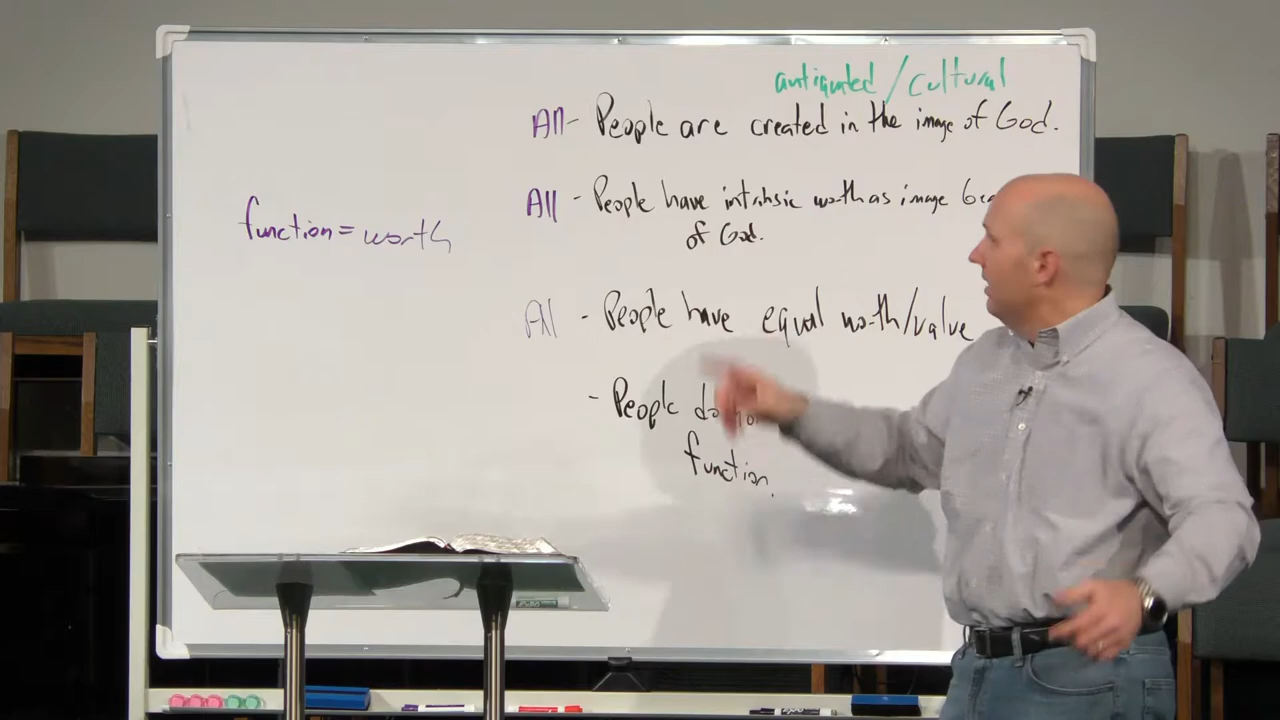 antiquated / cultural
All - People are created in the image of God.
All - People have intrinsic worth as image
of God.
function = worth
All - People have equal worth/value
- People do
function.